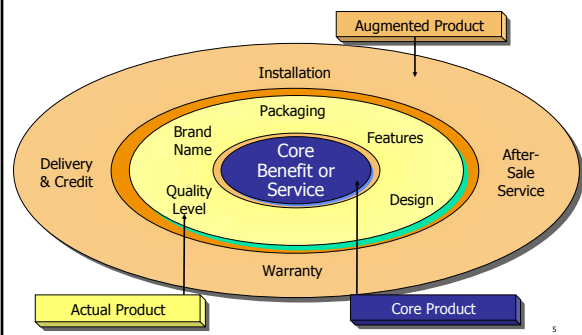 Augmented Product
Installation
Packaging
Brand
Name
Features
Core
Benefit or
Service
Delivery
& Credit
After-
Sale
Service
Quality
Level
Design
Warranty
Actual Product
Core Product
5